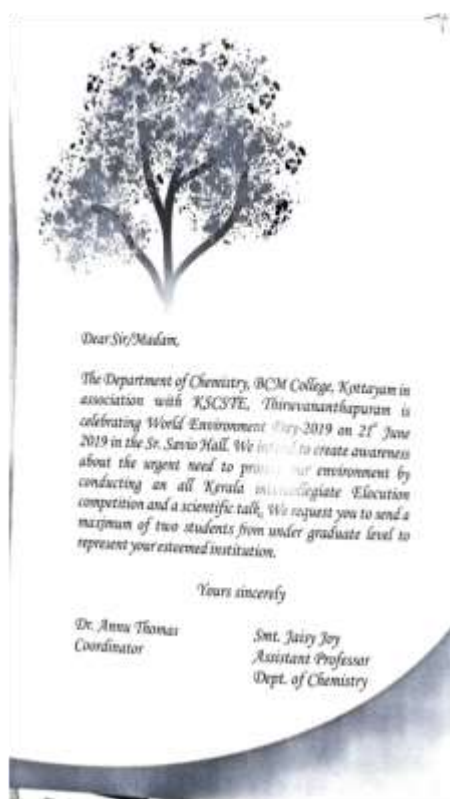 Dear Sir/Madam,
The Department of Chemistry, BCM College, Kottayam in
association with KSCSTE, Thiruvananthapuram is
celebrating World Environment Day-2019 on 21st June
2019 in the Sr. Savio Hall. We intend to create awareness
about the urgent need to protect our environment by
conducting an all Kerala intercollegiate Elocution
competition and a scientific talk. We request you to send a
maximum of two students from under graduate level to
represent your esteemed institution.
Yours sincerely
Dr. Annu Thomas
Coordinator
Smt. Jaisy Joy
Assistant Professor
Dept. of Chemistry